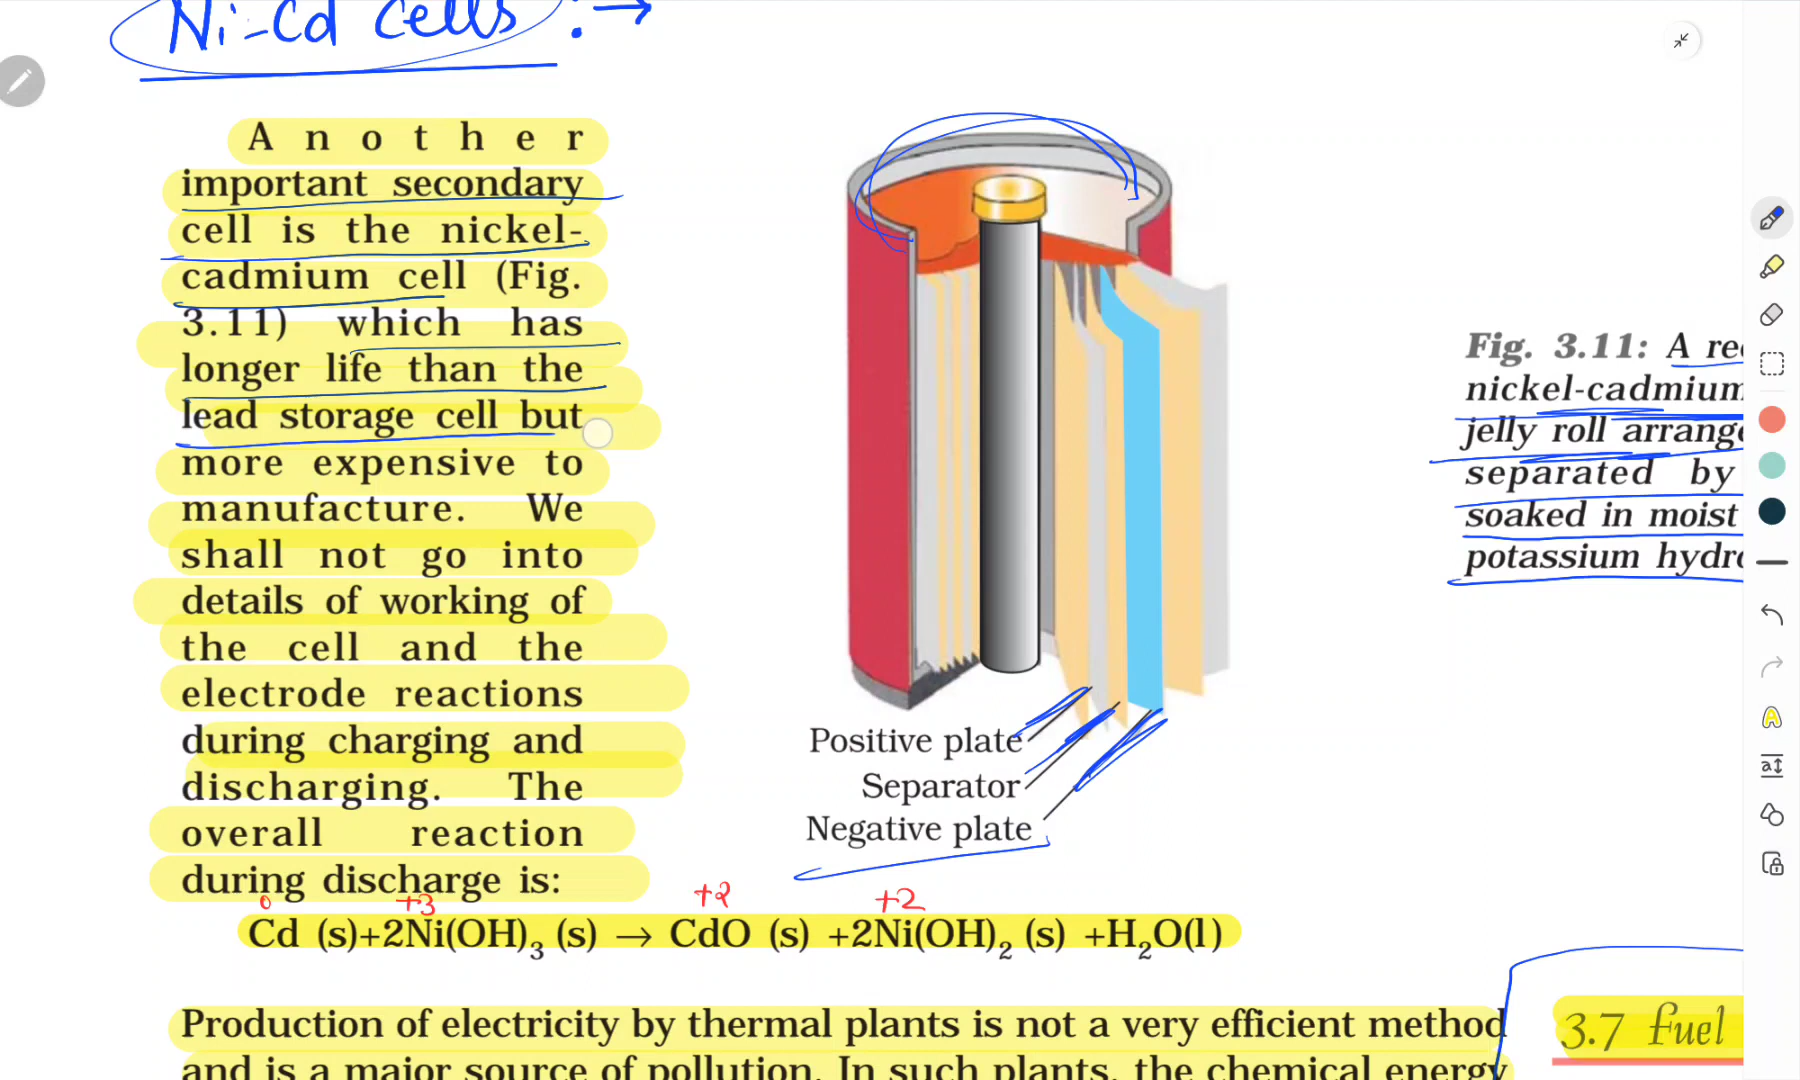 Ni-Cd cells :→
Another
important secondary
cell is the nickel-
cadmium cell (Fig.
3.11) which has
longer life than the
lead storage cell but
more expensive to
manufacture. We
shall not go into
details of working of
the cell and the
electrode reactions
during charging and
discharging. The
overall reaction
during discharge is:
0 +3 +2 +2
Cd (s)+2Ni(OH)₃ (s) → CdO (s) +2Ni(OH)₂ (s) +H₂O(l)
Positive plate
Separator
Negative plate
Fig. 3.11: A re
nickel-cadmium
jelly roll arrang
separated by
soaked in moist
potassium hydr
Production of electricity by thermal plants is not a very efficient method
and is a major source of pollution. In such plants, the chemical energy
3.7 fuel